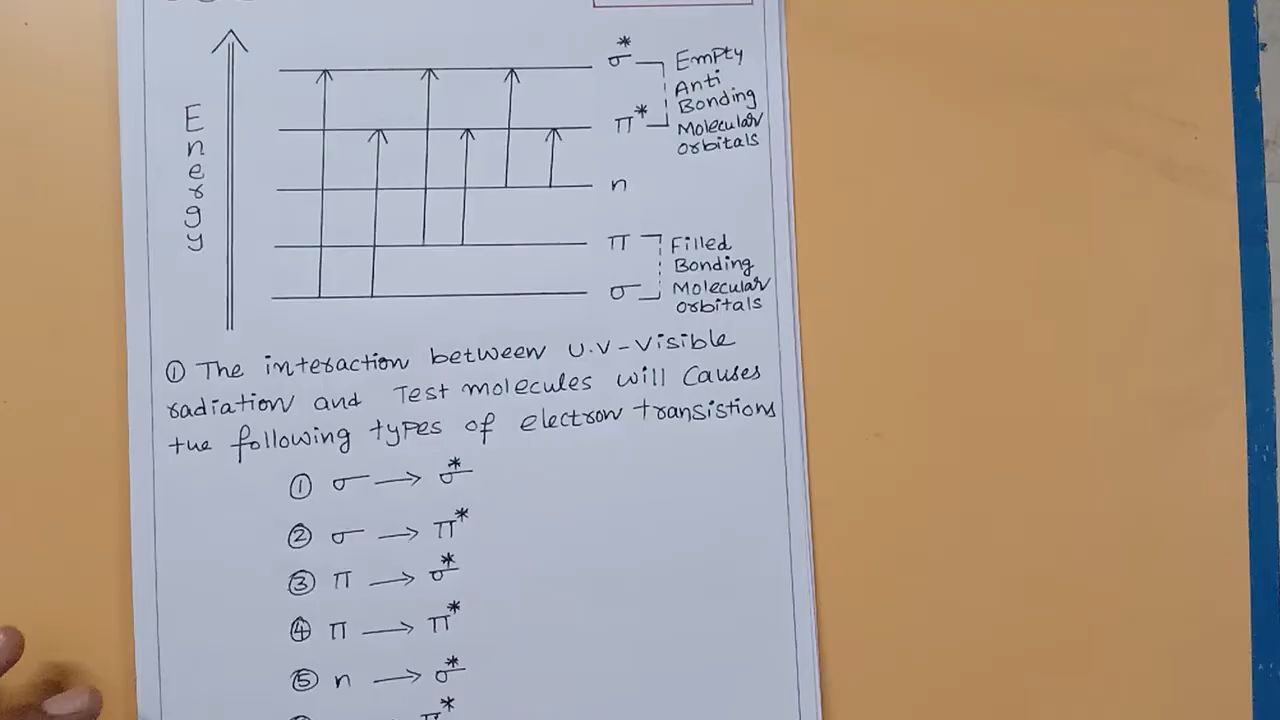 Energy
σ* Empty
Anti
Bonding
π* Molecular
orbitals
n
π Filled
Bonding
σ Molecular
orbitals
① The interaction between U.V-Visible
radiation and Test molecules will causes
the following types of electron transistions
① σ → σ*
② σ → π*
③ π → σ*
④ π → π*
⑤ n → σ*
π*